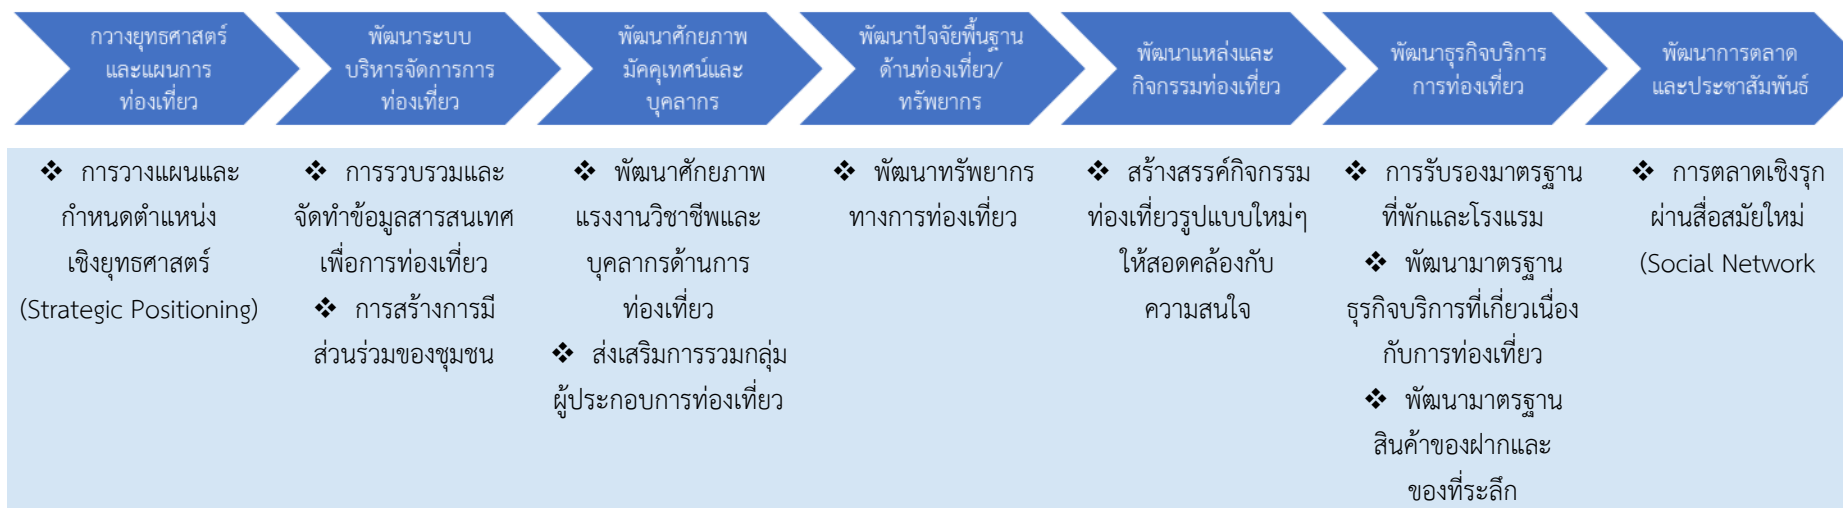 กวางยุทธศาสตร์
และแผนการ
ท่องเที่ยว
พัฒนาระบบ
บริหารจัดการการ
ท่องเที่ยว
พัฒนาศักยภาพ
มัคคุเทศน์และ
บุคลากร
พัฒนาปัจจัยพื้นฐาน
ด้านท่องเที่ยว/
ทรัพยากร
พัฒนาแหล่งและ
กิจกรรมท่องเที่ยว
พัฒนาธุรกิจบริการ
การท่องเที่ยว
พัฒนาการตลาด
และประชาสัมพันธ์
❖ การวางแผนและ
กำหนดตำแหน่ง
เชิงยุทธศาสตร์
(Strategic Positioning)
❖ การรวบรวมและ
จัดทำข้อมูลสารสนเทศ
เพื่อการท่องเที่ยว
❖ การสร้างการมี
ส่วนร่วมของชุมชน
❖ พัฒนาศักยภาพ
แรงงานวิชาชีพและ
บุคลากรด้านการ
ท่องเที่ยว
❖ ส่งเสริมการรวมกลุ่ม
ผู้ประกอบการท่องเที่ยว
❖ พัฒนาทรัพยากร
ทางการท่องเที่ยว
❖ สร้างสรรค์กิจกรรม
ท่องเที่ยวรูปแบบใหม่ๆ
ให้สอดคล้องกับ
ความสนใจ
❖ การรับรองมาตรฐาน
ที่พักและโรงแรม
❖ พัฒนามาตรฐาน
ธุรกิจบริการที่เกี่ยวเนื่อง
กับการท่องเที่ยว
❖ พัฒนามาตรฐาน
สินค้าของฝากและ
ของที่ระลึก
❖ การตลาดเชิงรุก
ผ่านสื่อสมัยใหม่
(Social Network